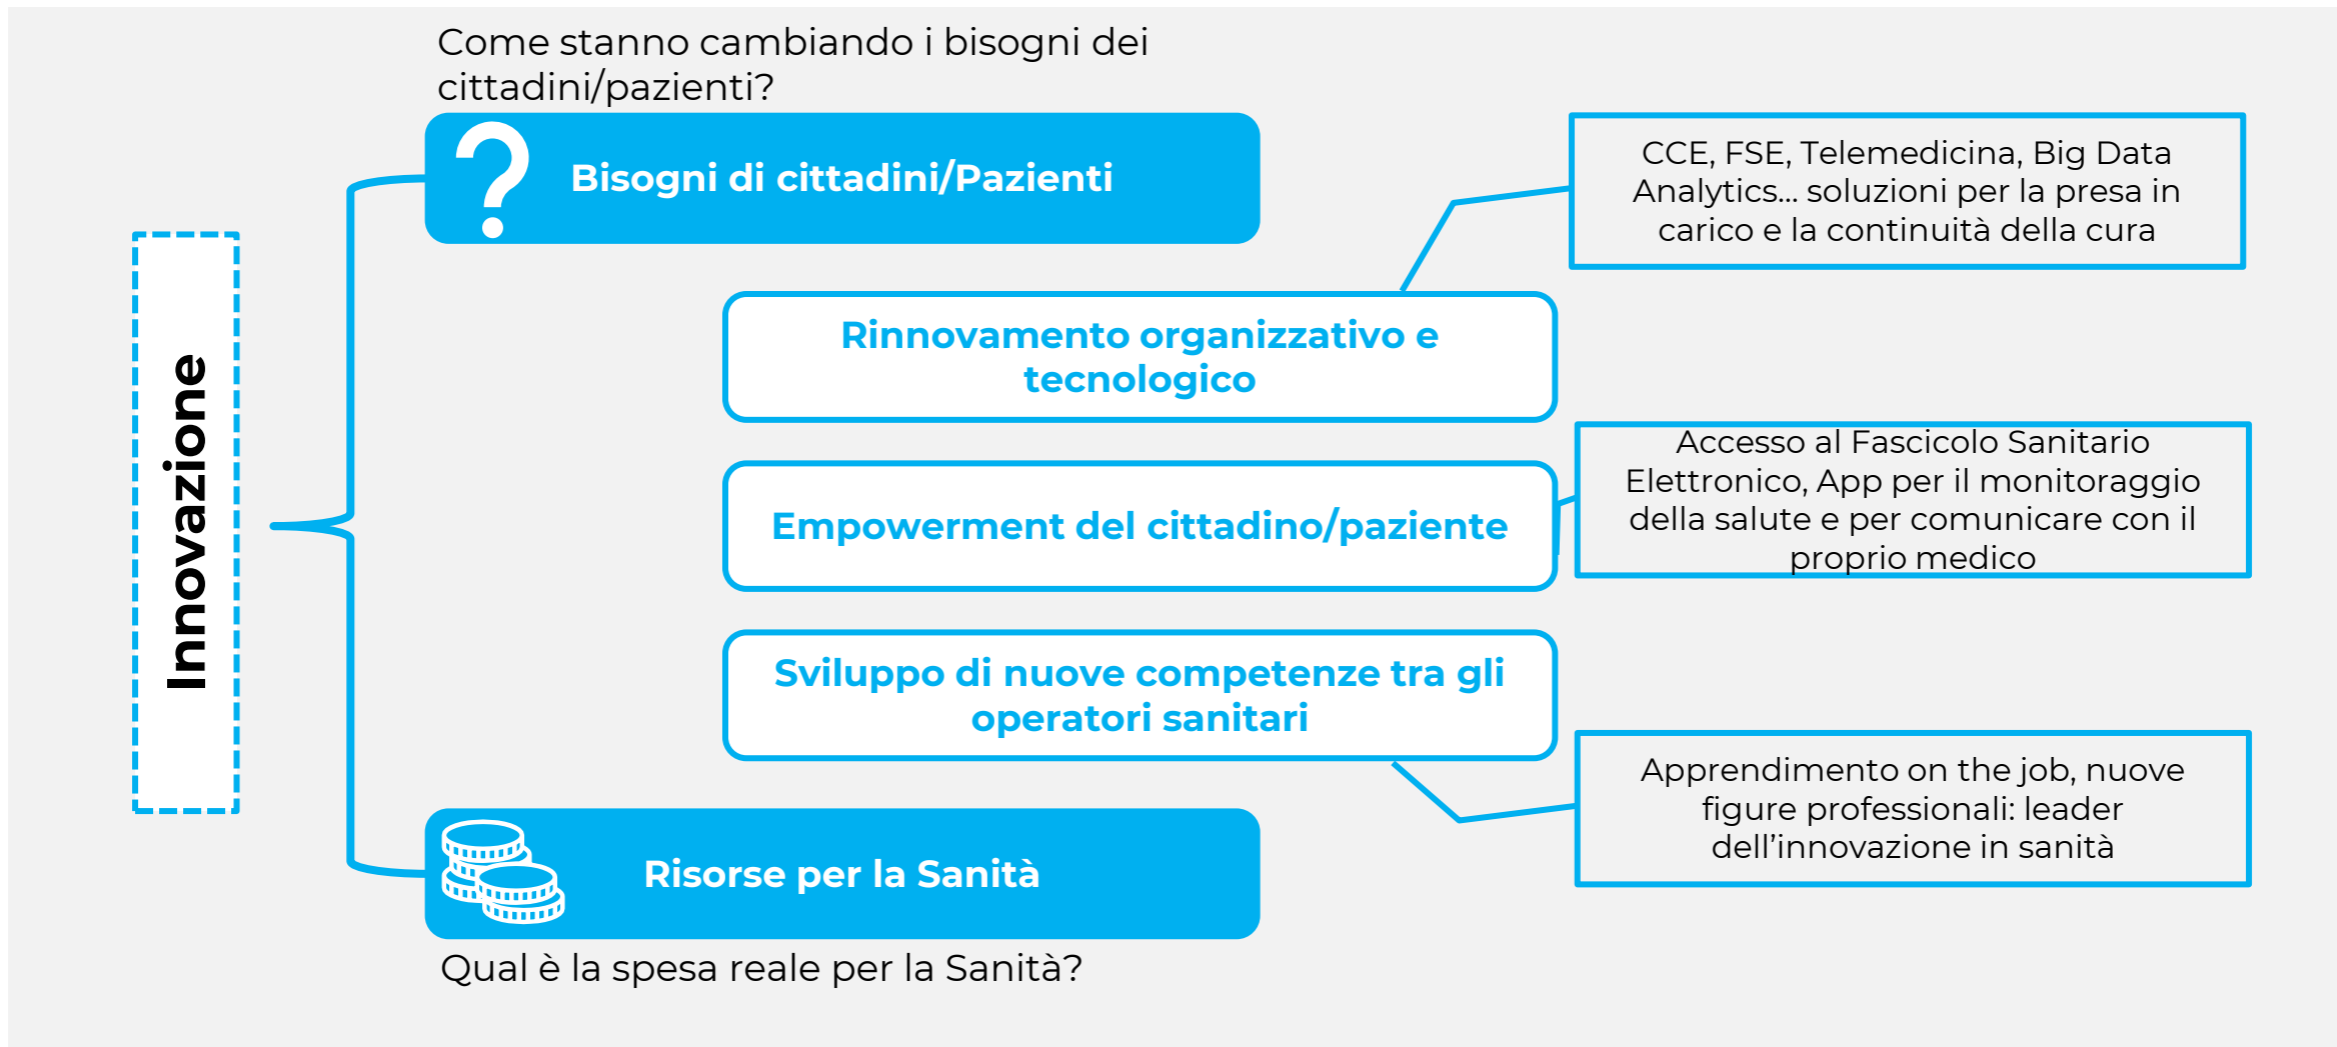 Come stanno cambiando i bisogni dei
cittadini/pazienti?
Bisogni di cittadini/Pazienti
CCE, FSE, Telemedicina, Big Data
Analytics... soluzioni per la presa in
carico e la continuità della cura
Innovazione
Rinnovamento organizzativo e
tecnologico
Empowerment del cittadino/paziente
Accesso al Fascicolo Sanitario
Elettronico, App per il monitoraggio
della salute e per comunicare con il
proprio medico
Sviluppo di nuove competenze tra gli
operatori sanitari
Apprendimento on the job, nuove
figure professionali: leader
dell’innovazione in sanità
Risorse per la Sanità
Qual è la spesa reale per la Sanità?